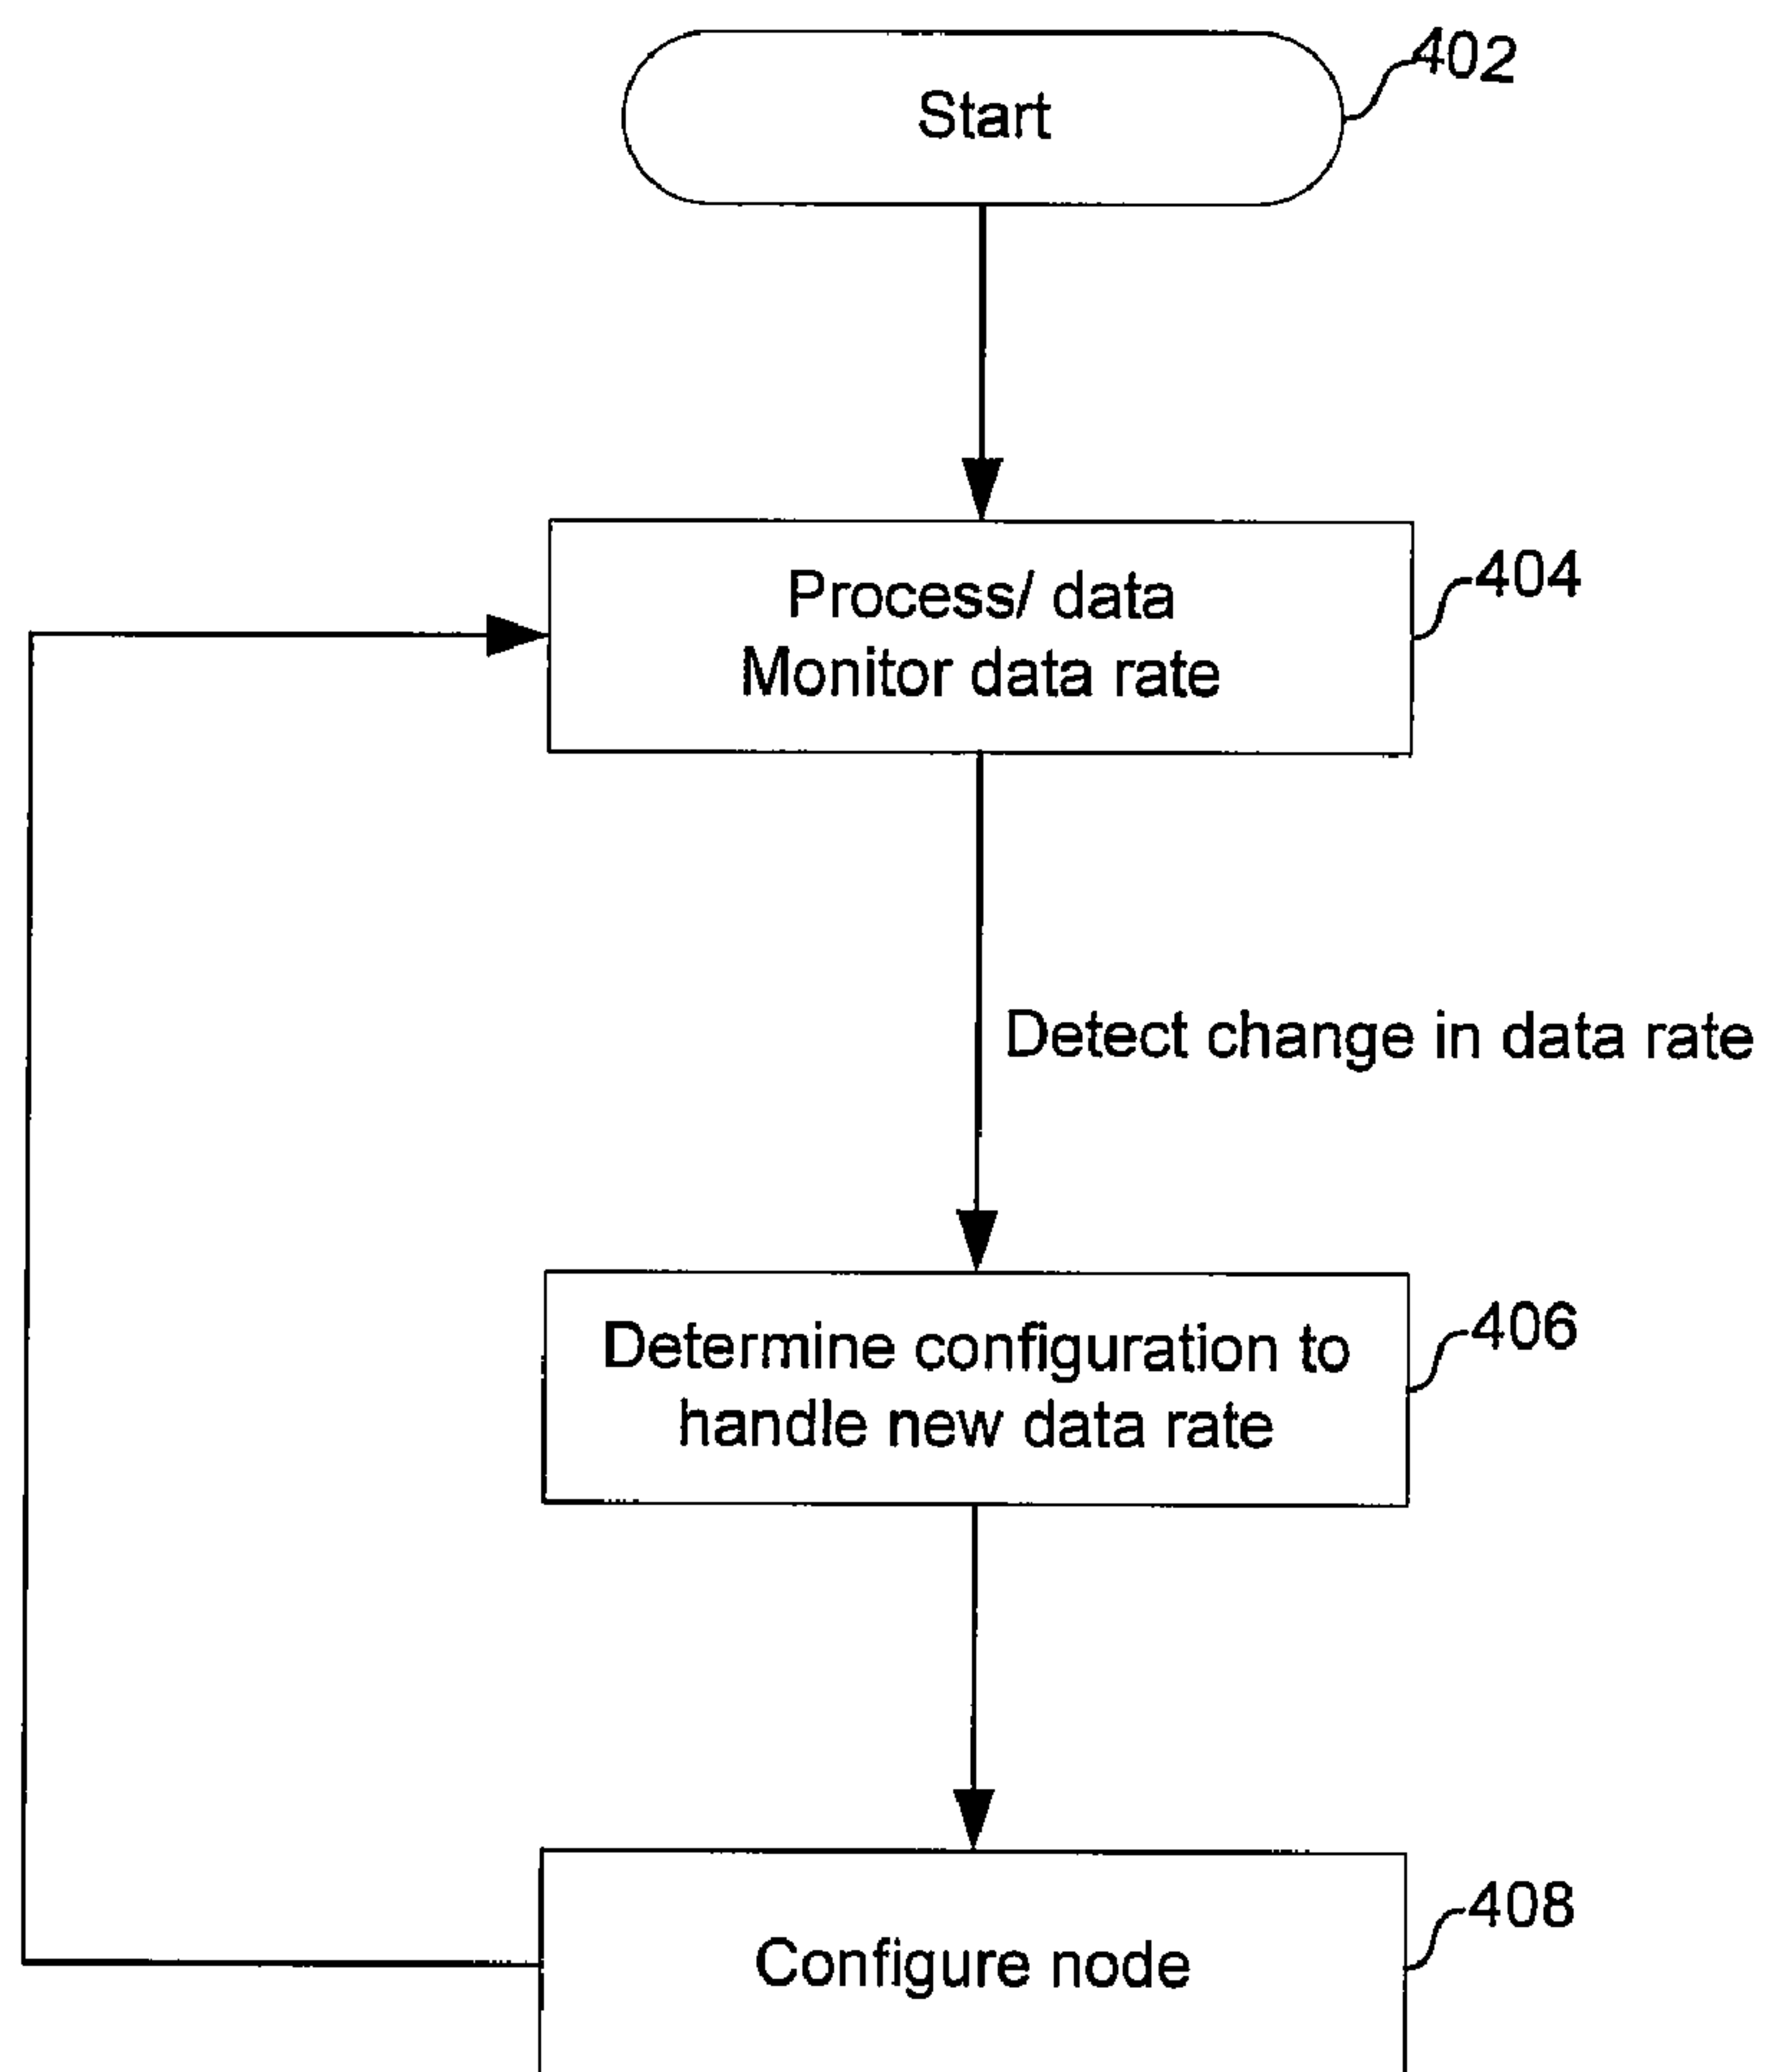 Start
402
Process/ data
Monitor data rate
404
Detect change in data rate
Determine configuration to
handle new data rate
406
Configure node
408